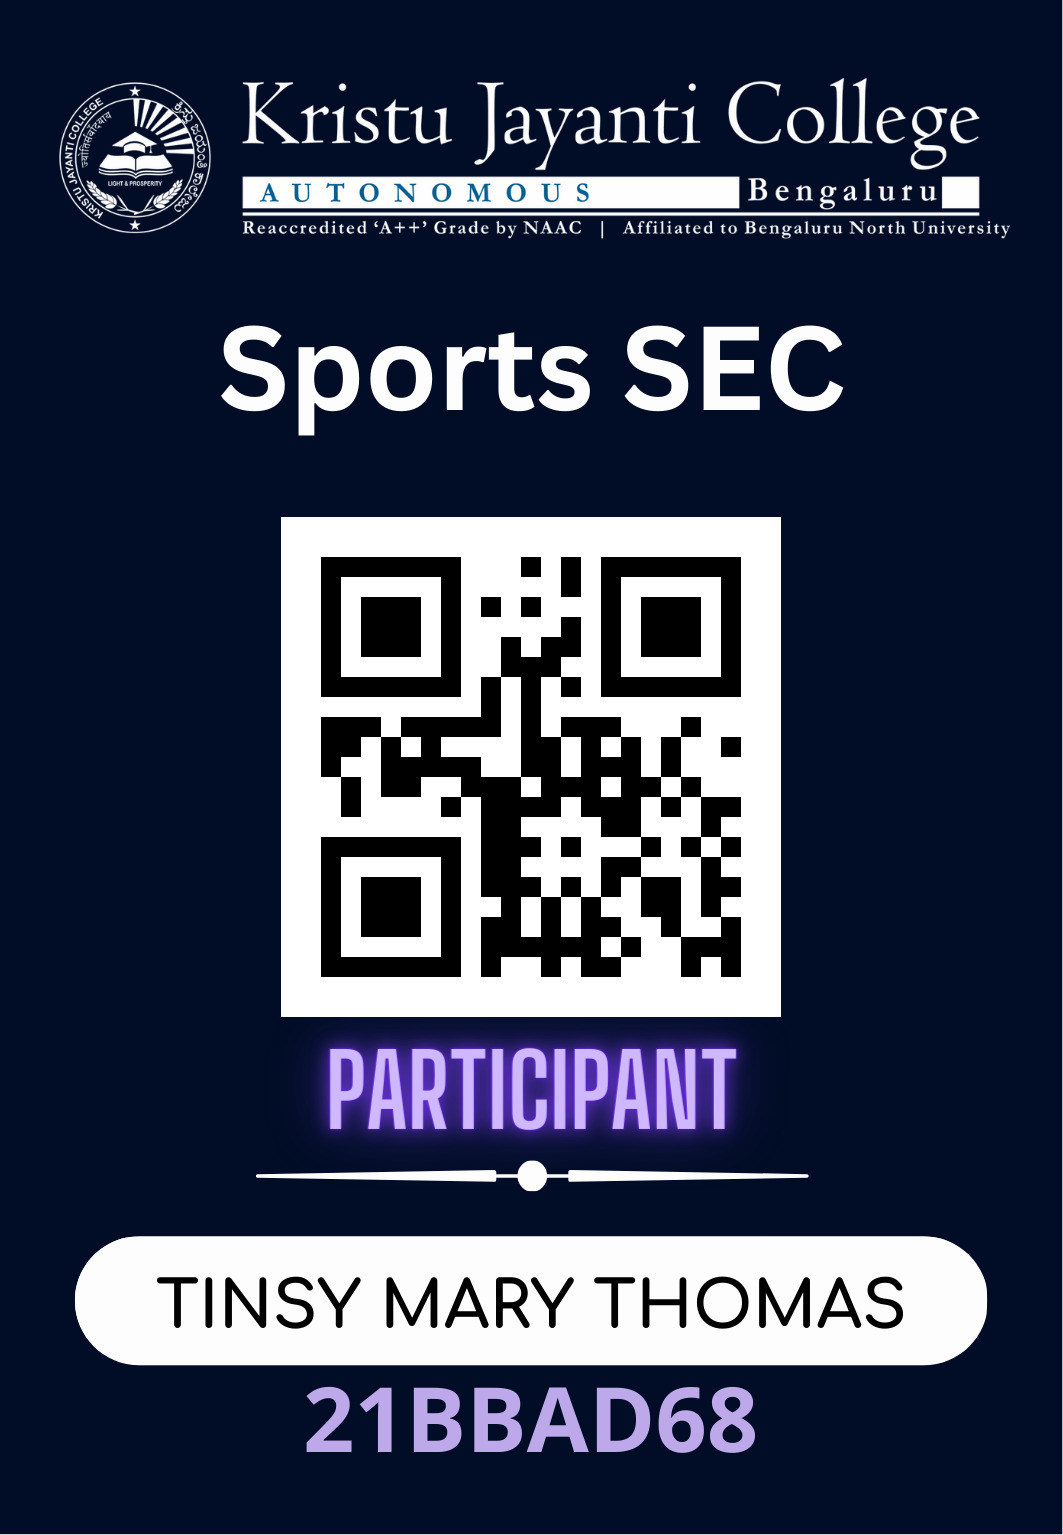 KRISTU JAYANTI COLLEGE
ಕ್ರಿಸ್ತು ಜಯಂತಿ ಕಾಲೇಜು
LIGHT & PROSPERITY
Kristu Jayanti College
AUTONOMOUS Bengaluru
Reaccredited ‘A++’ Grade by NAAC | Affiliated to Bengaluru North University
Sports SEC
PARTICIPANT
TINSY MARY THOMAS
21BBAD68